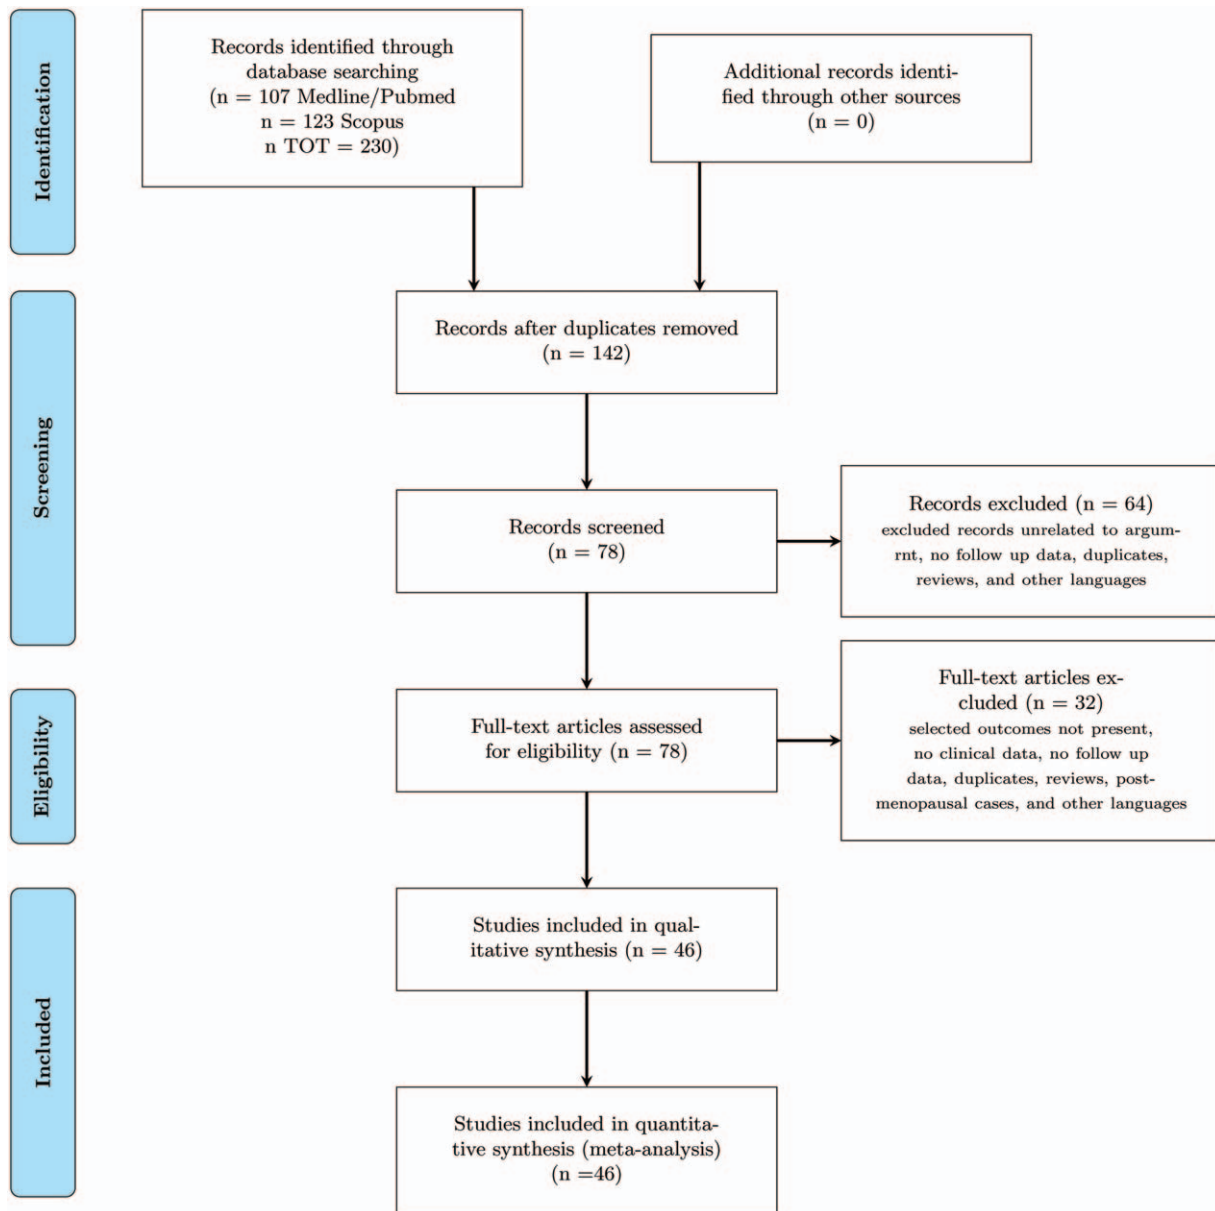 Identification
Records identified through
database searching
(n = 107 Medline/Pubmed
n = 123 Scopus
n TOT = 230)
Additional records identi-
fied through other sources
(n = 0)
Screening
Records after duplicates removed
(n = 142)
Records screened
(n = 78)
Records excluded (n = 64)
excluded records unrelated to argum-
rnt, no follow up data, duplicates,
reviews, and other languages
Eligibility
Full-text articles assessed
for eligibility (n = 78)
Full-text articles ex-
cluded (n = 32)
selected outcomes not present,
no clinical data, no follow up
data, duplicates, reviews, post-
menopausal cases, and other languages
Included
Studies included in qual-
itative synthesis (n = 46)
Studies included in quantita-
tive synthesis (meta-analysis)
(n =46)